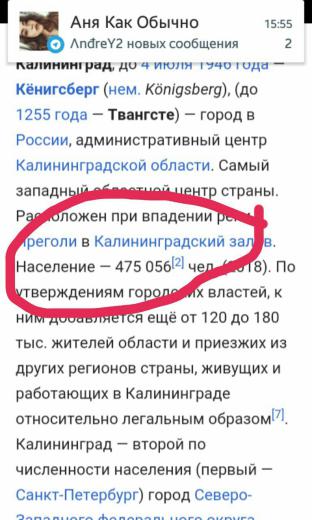 Аня Как Обычно
15:55
ΛnđreY2 новых сообщения
2
Калининград, до 4 июля 1946 года —
Кёнигсберг (нем. Königsberg), (до
1255 года — Твангсте) — город в
России, административный центр
Калининградской области. Самый
западный областной центр страны.
Расположен при впадении реки
Преголи в Калининградский залив.
Население — 475 056[2] чел. (2018). По
утверждениям городских властей, к
ним добавляется ещё от 120 до 180
тыс. жителей области и приезжих из
других регионов страны, живущих и
работающих в Калининграде
относительно легальным образом[7].
Калининград — второй по
численности населения (первый —
Санкт-Петербург) город Северо-
Западного федерального округа